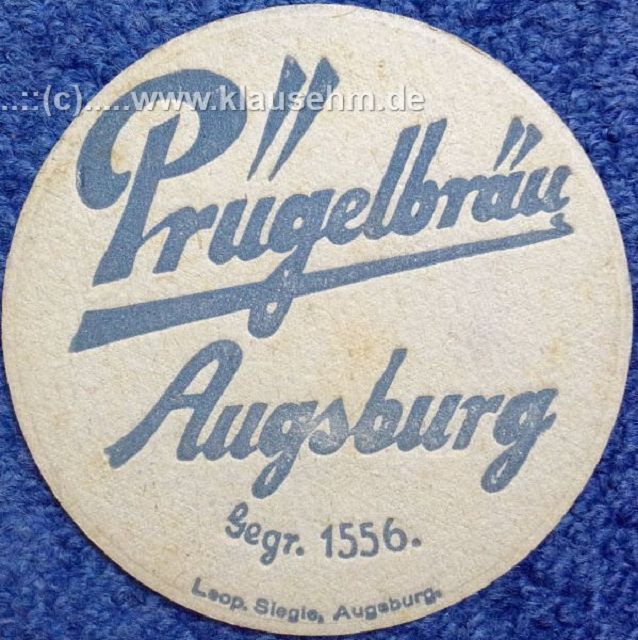 ..::(c).....www.klausehm.de
Prügelbräu
Augsburg
Gegr. 1556.
Leop. Siegle, Augsburg.